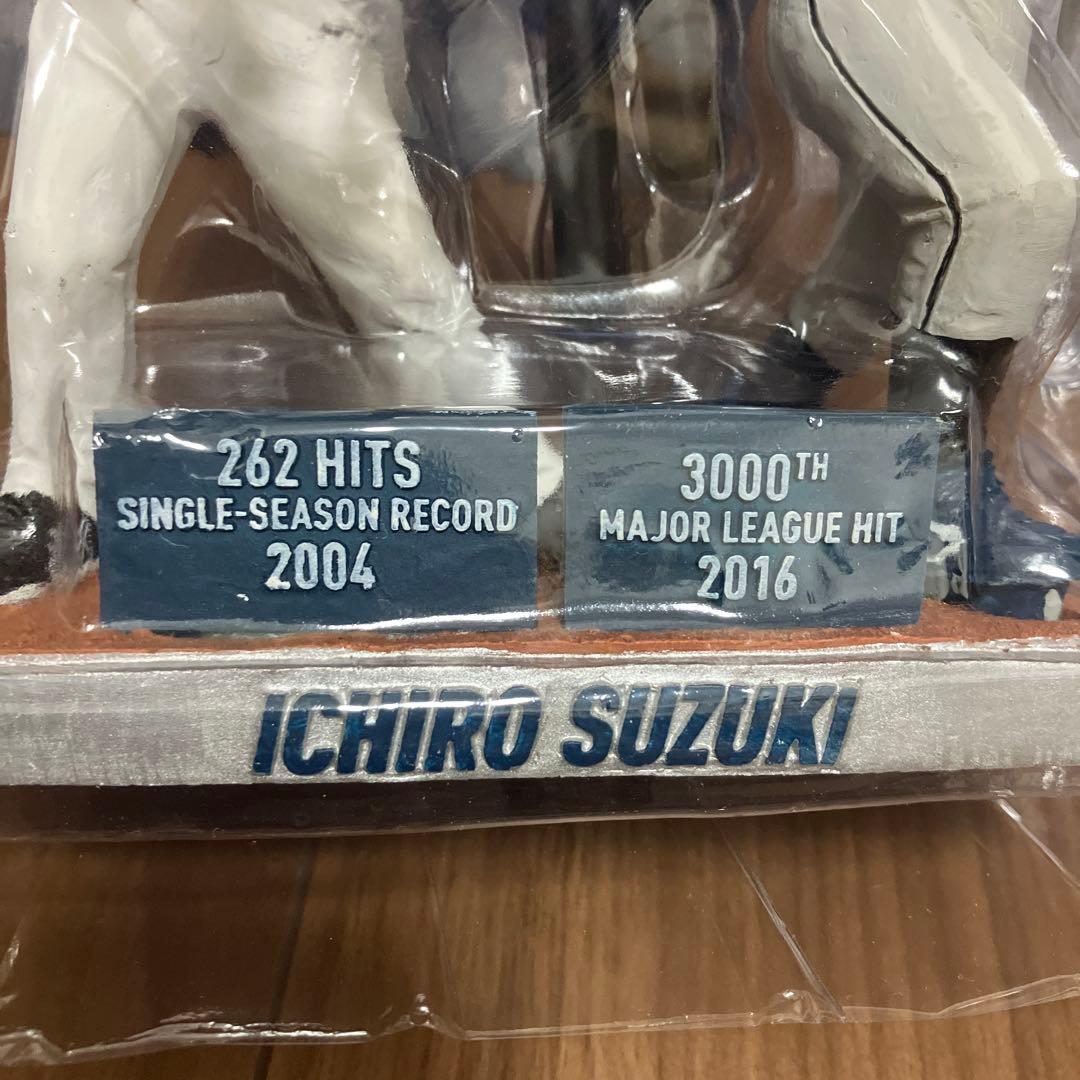 262 HITS
SINGLE-SEASON RECORD
2004
3000TH
MAJOR LEAGUE HIT
2016
ICHIRO SUZUKI